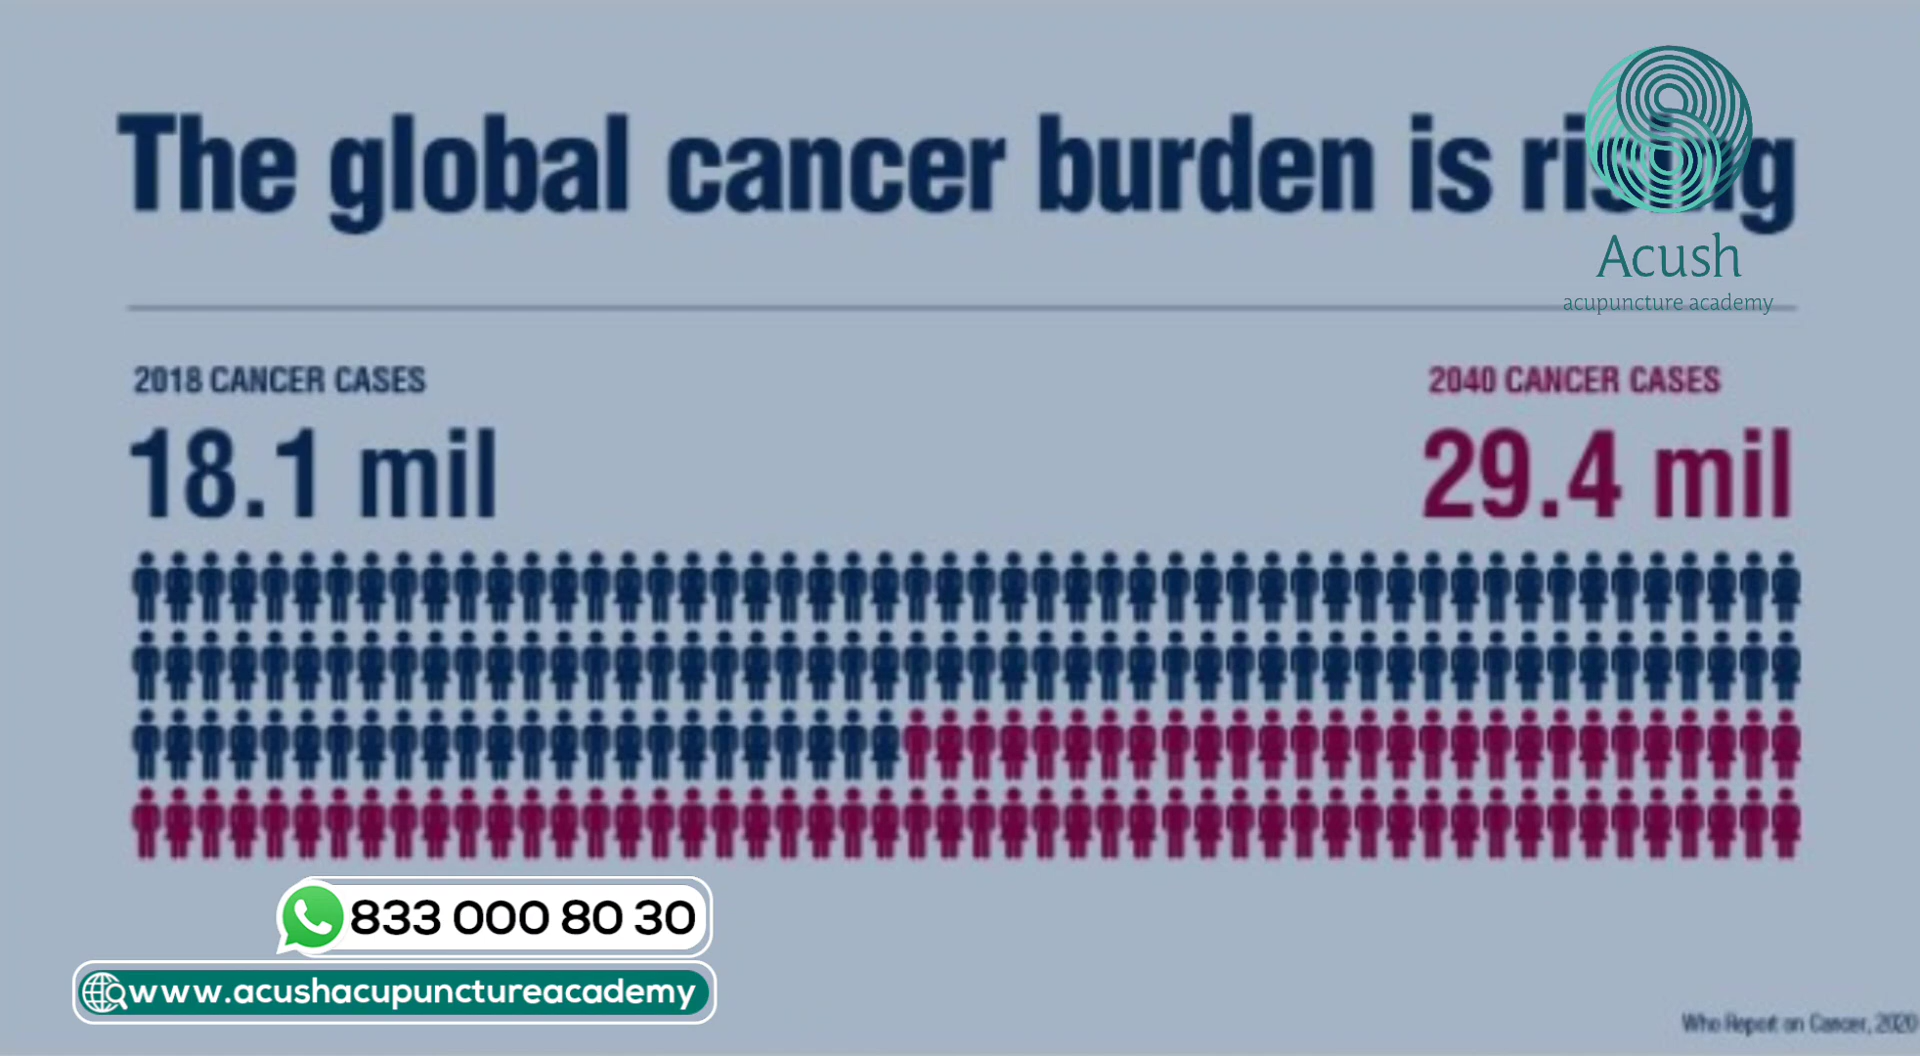 The global cancer burden is rising
Acush
acupuncture academy
2018 CANCER CASES
2040 CANCER CASES
18.1 mil
29.4 mil
833 000 80 30
www.acushacupunctureacademy
Who Report on Cancer, 2020